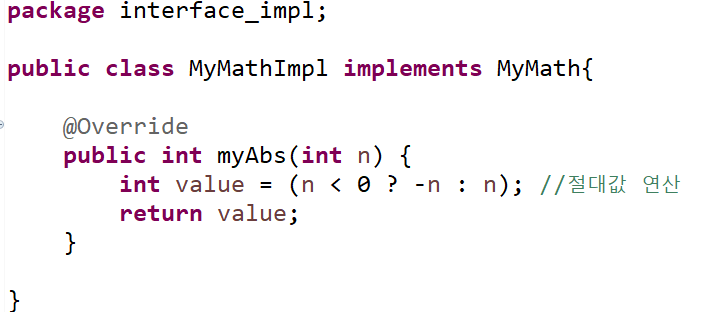 package interface_impl;
public class MyMathImpl implements MyMath{
@Override
public int myAbs(int n) {
int value = (n < 0 ? -n : n); //절대값 연산
return value;
}
}